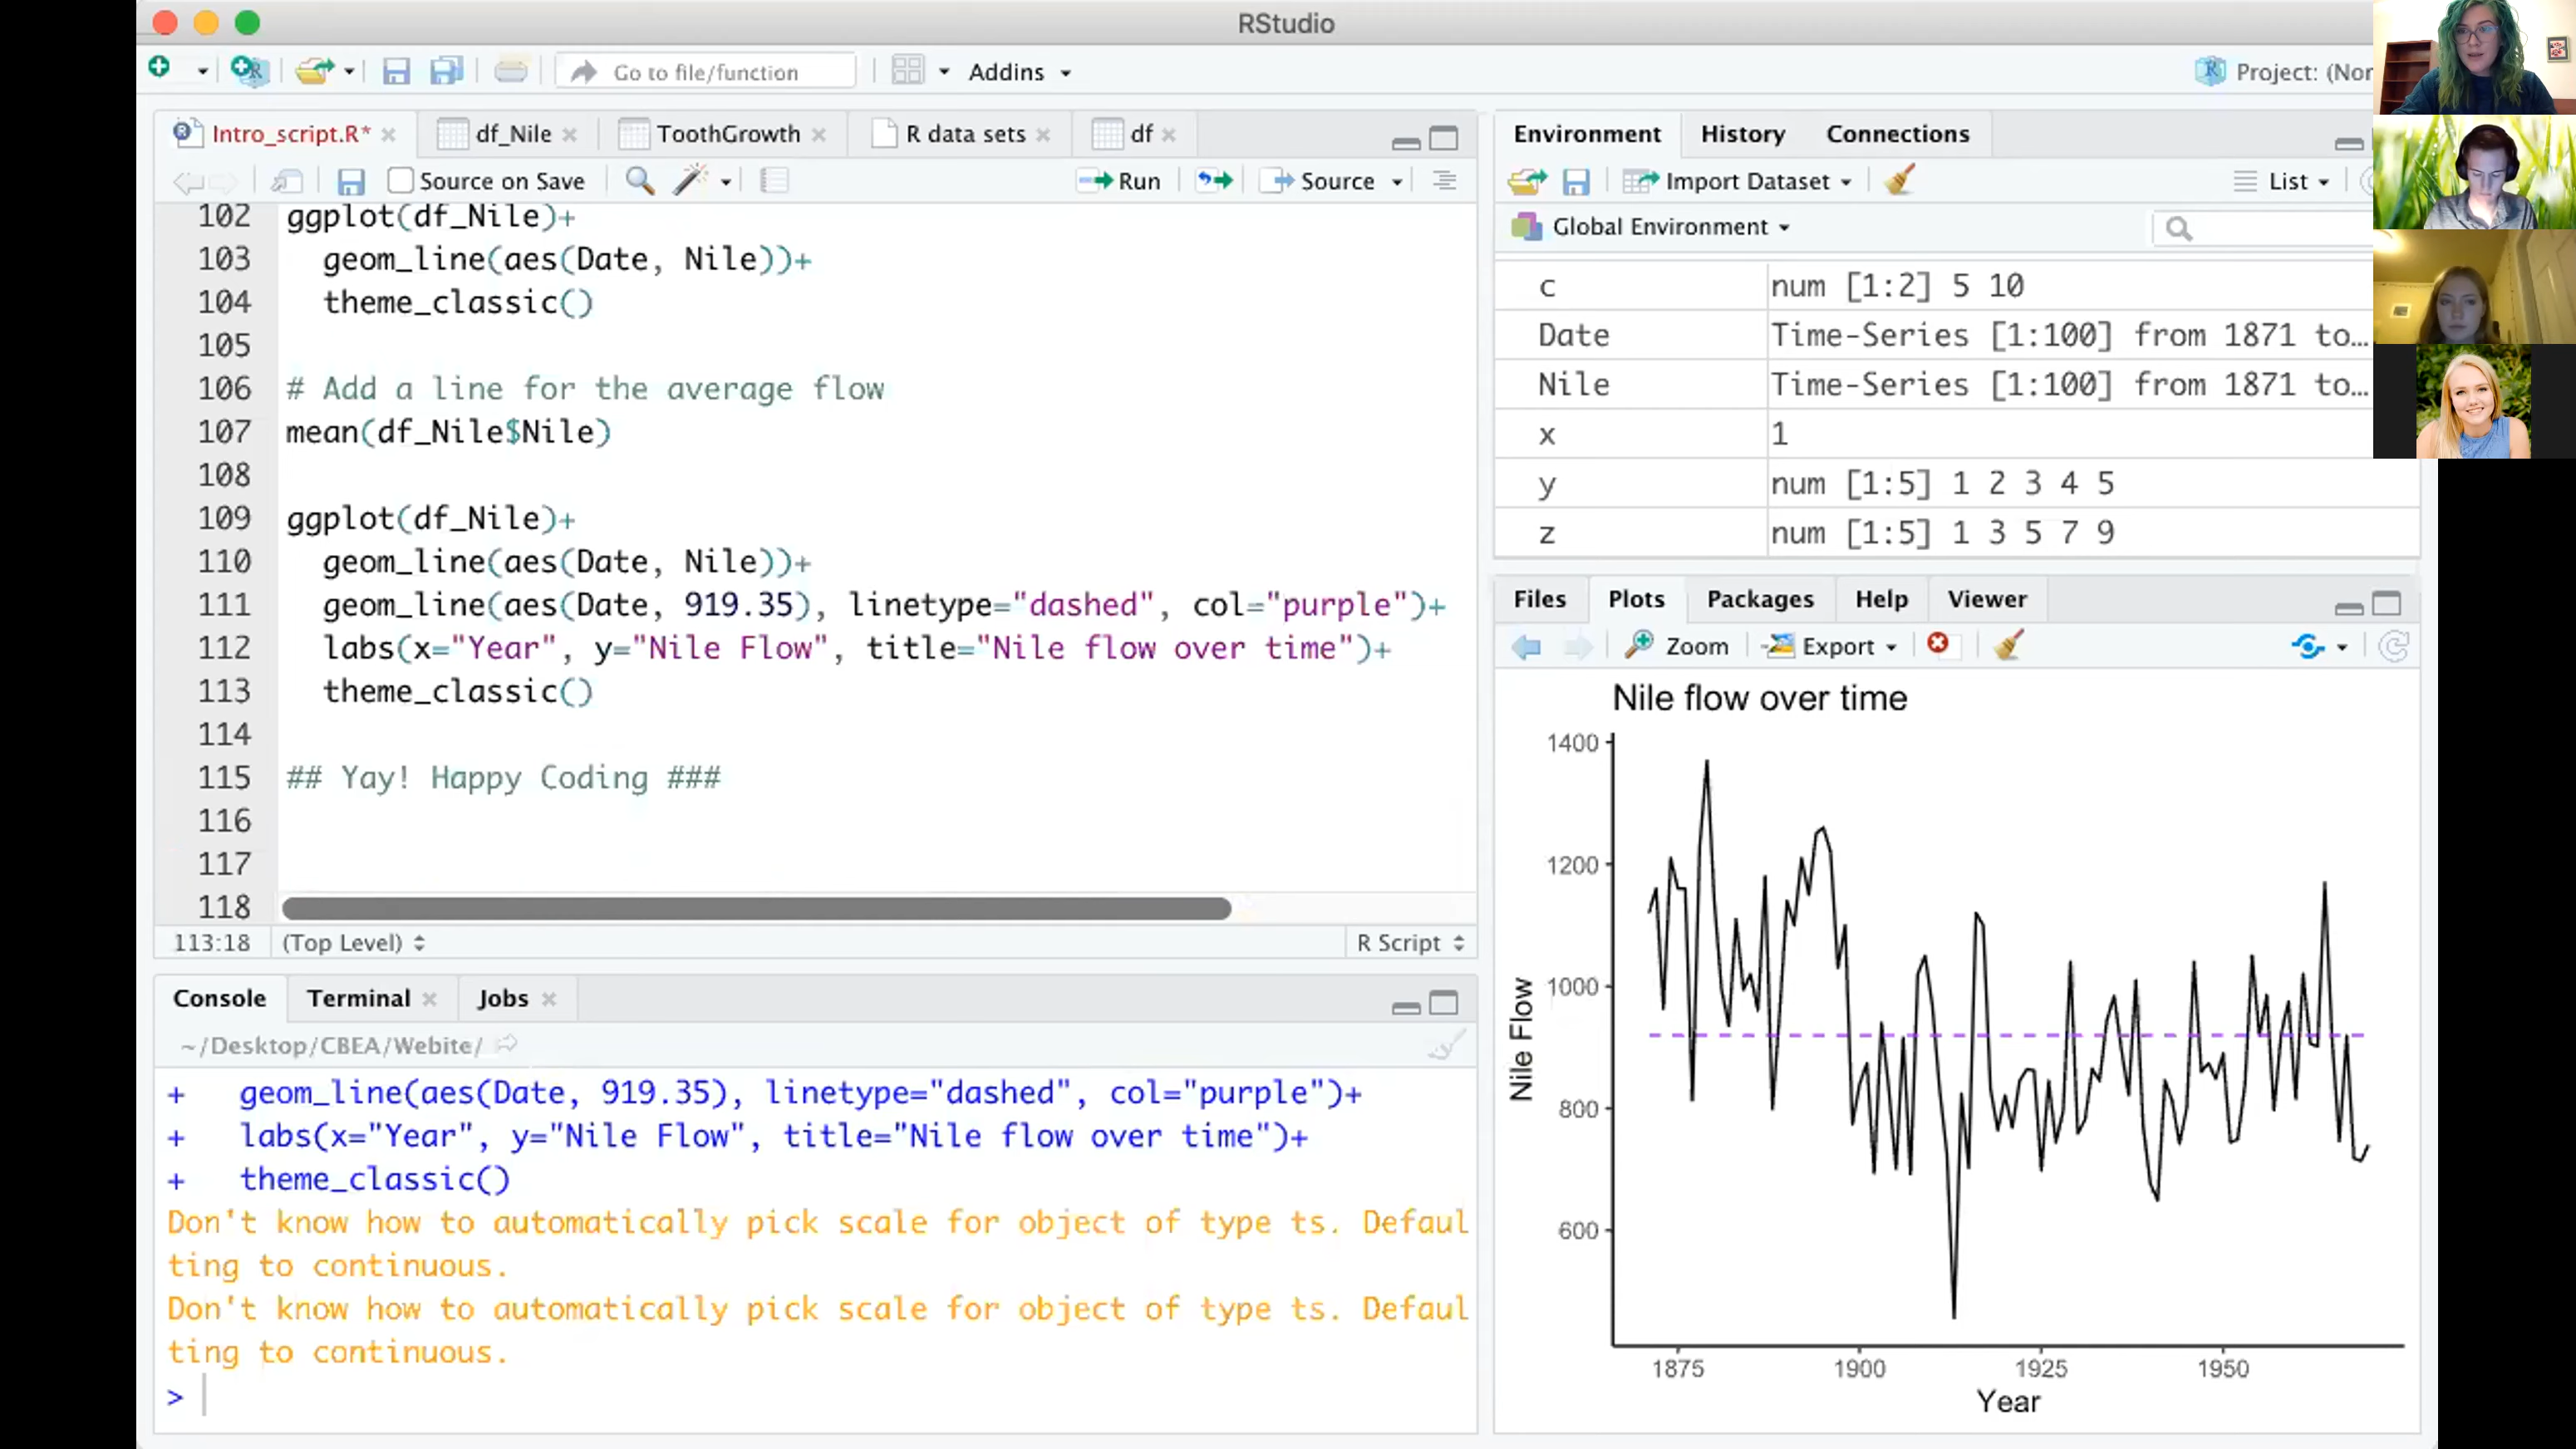 RStudio
Go to file/function
Addins
Project: (Nor
Intro_script.R*
df_Nile
ToothGrowth
R data sets
df
Source on Save
Run
Source
102 ggplot(df_Nile)+
103 geom_line(aes(Date, Nile))+
104 theme_classic()
105
106 # Add a line for the average flow
107 mean(df_Nile$Nile)
108
109 ggplot(df_Nile)+
110 geom_line(aes(Date, Nile))+
111 geom_line(aes(Date, 919.35), linetype="dashed", col="purple")+
112 labs(x="Year", y="Nile Flow", title="Nile flow over time")+
113 theme_classic()
114
115 ## Yay! Happy Coding ###
116
117
118
113:18 (Top Level) R Script
Console Terminal Jobs
~/Desktop/CBEA/Webite/
+ geom_line(aes(Date, 919.35), linetype="dashed", col="purple")+
+ labs(x="Year", y="Nile Flow", title="Nile flow over time")+
+ theme_classic()
Don't know how to automatically pick scale for object of type ts. Defaul
ting to continuous.
Don't know how to automatically pick scale for object of type ts. Defaul
ting to continuous.
>
Environment History Connections
Import Dataset
List
Global Environment
c num [1:2] 5 10
Date Time-Series [1:100] from 1871 to…
Nile Time-Series [1:100] from 1871 to…
x 1
y num [1:5] 1 2 3 4 5
z num [1:5] 1 3 5 7 9
Files Plots Packages Help Viewer
Zoom Export
Nile flow over time
1400
1200
1000
800
600
Nile Flow
1875 1900 1925 1950
Year